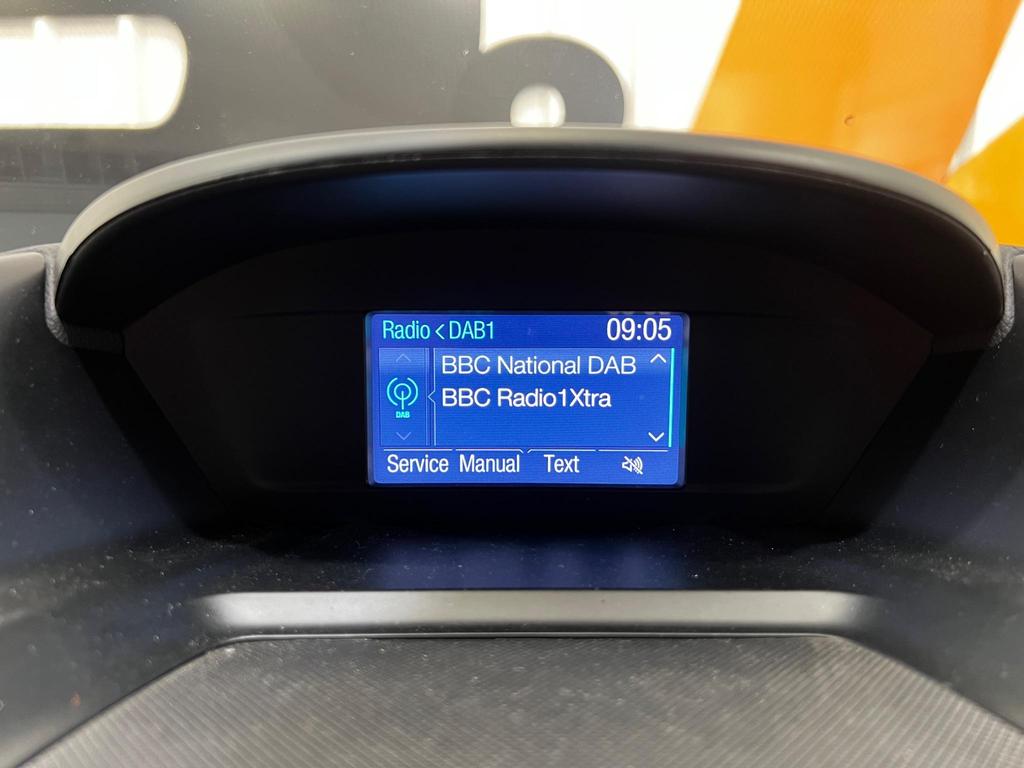 Radio < DAB1 09:05
BBC National DAB
DAB
BBC Radio1Xtra
Service Manual Text